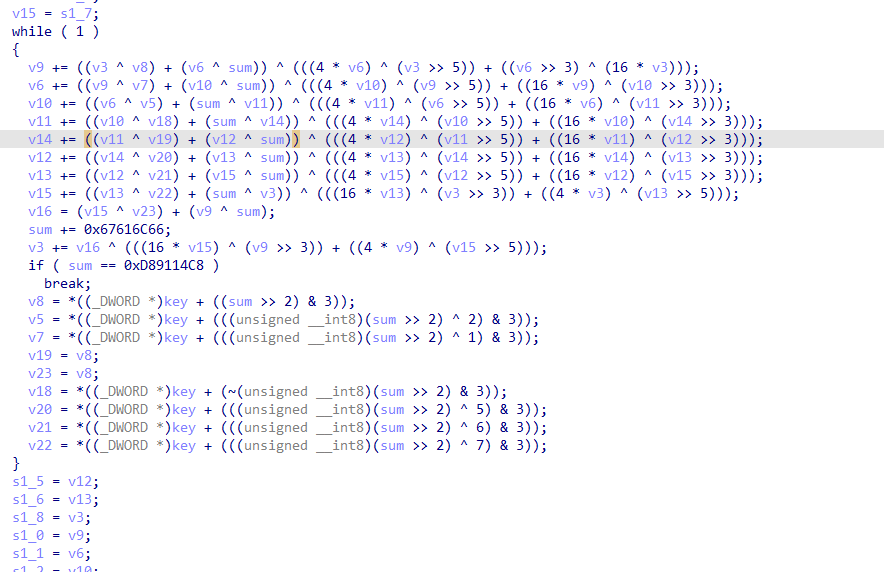 v15 = s1_7;
while ( 1 )
{
v9 += ((v3 ^ v8) + (v6 ^ sum)) ^ (((4 * v6) ^ (v3 >> 5)) + ((v6 >> 3) ^ (16 * v3)));
v6 += ((v9 ^ v7) + (v10 ^ sum)) ^ (((4 * v10) ^ (v9 >> 5)) + ((16 * v9) ^ (v10 >> 3)));
v10 += ((v6 ^ v5) + (sum ^ v11)) ^ (((4 * v11) ^ (v6 >> 5)) + ((16 * v6) ^ (v11 >> 3)));
v11 += ((v10 ^ v18) + (sum ^ v14)) ^ (((4 * v14) ^ (v10 >> 5)) + ((16 * v10) ^ (v14 >> 3)));
v14 += ((v11 ^ v19) + (v12 ^ sum)) ^ (((4 * v12) ^ (v11 >> 5)) + ((16 * v11) ^ (v12 >> 3)));
v12 += ((v14 ^ v20) + (v13 ^ sum)) ^ (((4 * v13) ^ (v14 >> 5)) + ((16 * v14) ^ (v13 >> 3)));
v13 += ((v12 ^ v21) + (v15 ^ sum)) ^ (((4 * v15) ^ (v12 >> 5)) + ((16 * v12) ^ (v15 >> 3)));
v15 += ((v13 ^ v22) + (sum ^ v3)) ^ (((16 * v13) ^ (v3 >> 3)) + ((4 * v3) ^ (v13 >> 5)));
v16 = (v15 ^ v23) + (v9 ^ sum);
sum += 0x67616C66;
v3 += v16 ^ (((16 * v15) ^ (v9 >> 3)) + ((4 * v9) ^ (v15 >> 5)));
if ( sum == 0xD89114C8 )
break;
v8 = *((_DWORD *)key + ((sum >> 2) & 3));
v5 = *((_DWORD *)key + (((unsigned __int8)(sum >> 2) ^ 2) & 3));
v7 = *((_DWORD *)key + (((unsigned __int8)(sum >> 2) ^ 1) & 3));
v19 = v8;
v23 = v8;
v18 = *((_DWORD *)key + (~(unsigned __int8)(sum >> 2) & 3));
v20 = *((_DWORD *)key + (((unsigned __int8)(sum >> 2) ^ 5) & 3));
v21 = *((_DWORD *)key + (((unsigned __int8)(sum >> 2) ^ 6) & 3));
v22 = *((_DWORD *)key + (((unsigned __int8)(sum >> 2) ^ 7) & 3));
}
s1_5 = v12;
s1_6 = v13;
s1_8 = v3;
s1_0 = v9;
s1_1 = v6;
s1_2 = v10;